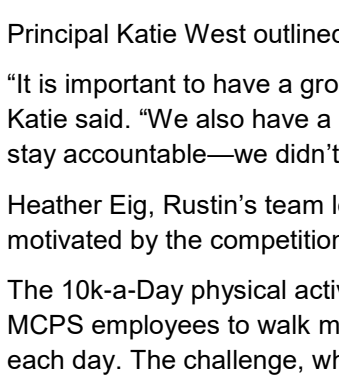 Principal Katie West outlined
“It is important to have a gro
Katie said. “We also have a
stay accountable—we didn’t
Heather Eig, Rustin’s team l
motivated by the competition
The 10k-a-Day physical activ
MCPS employees to walk m
each day. The challenge, wh